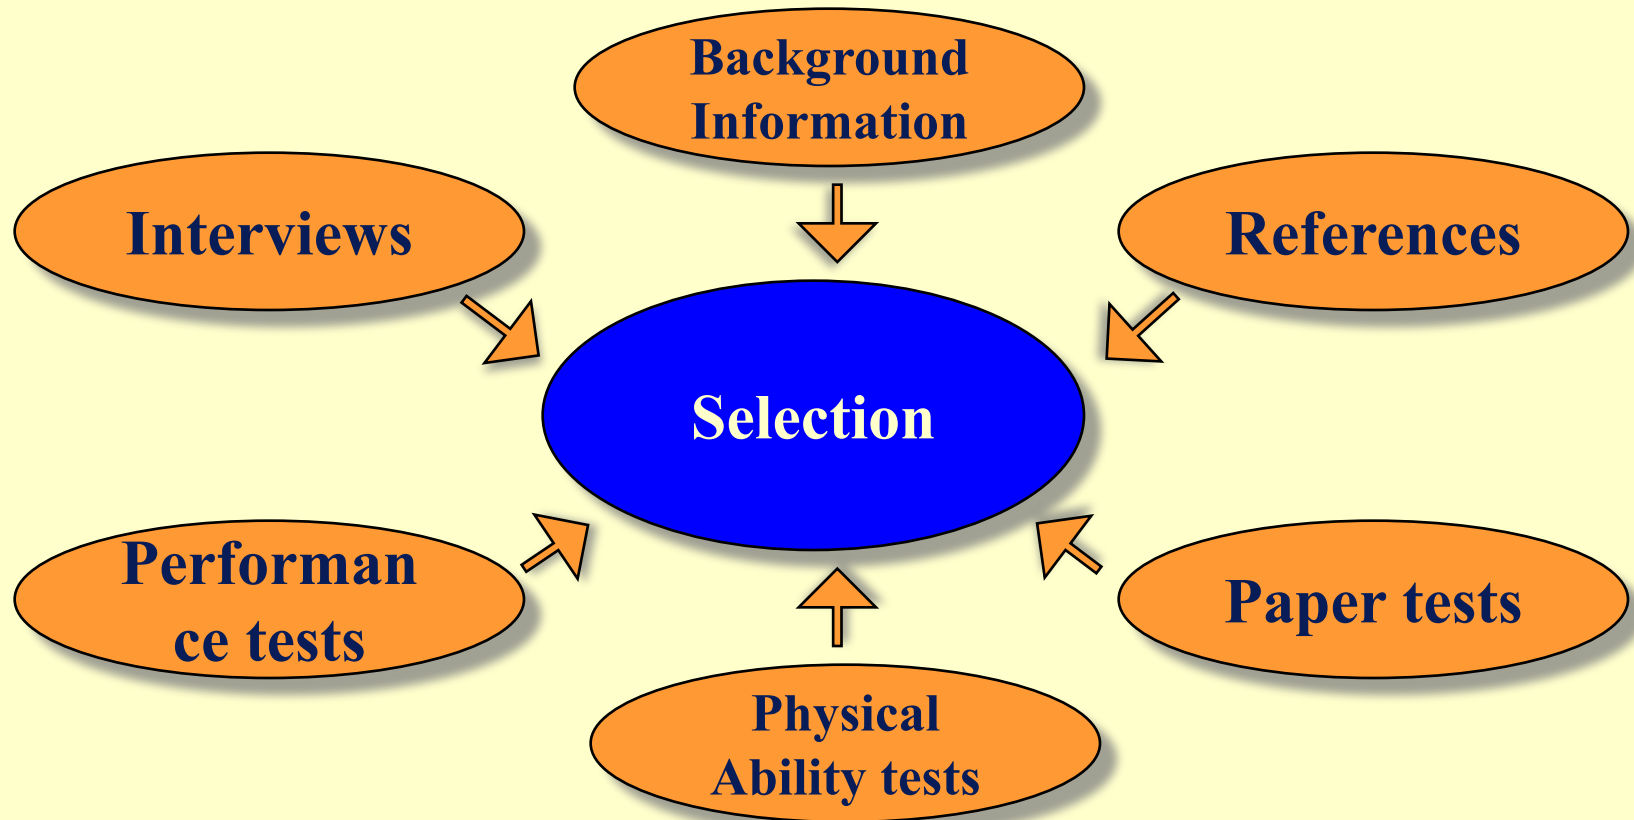 Background
Information
Interviews
References
Selection
Performan
ce tests
Paper tests
Physical
Ability tests